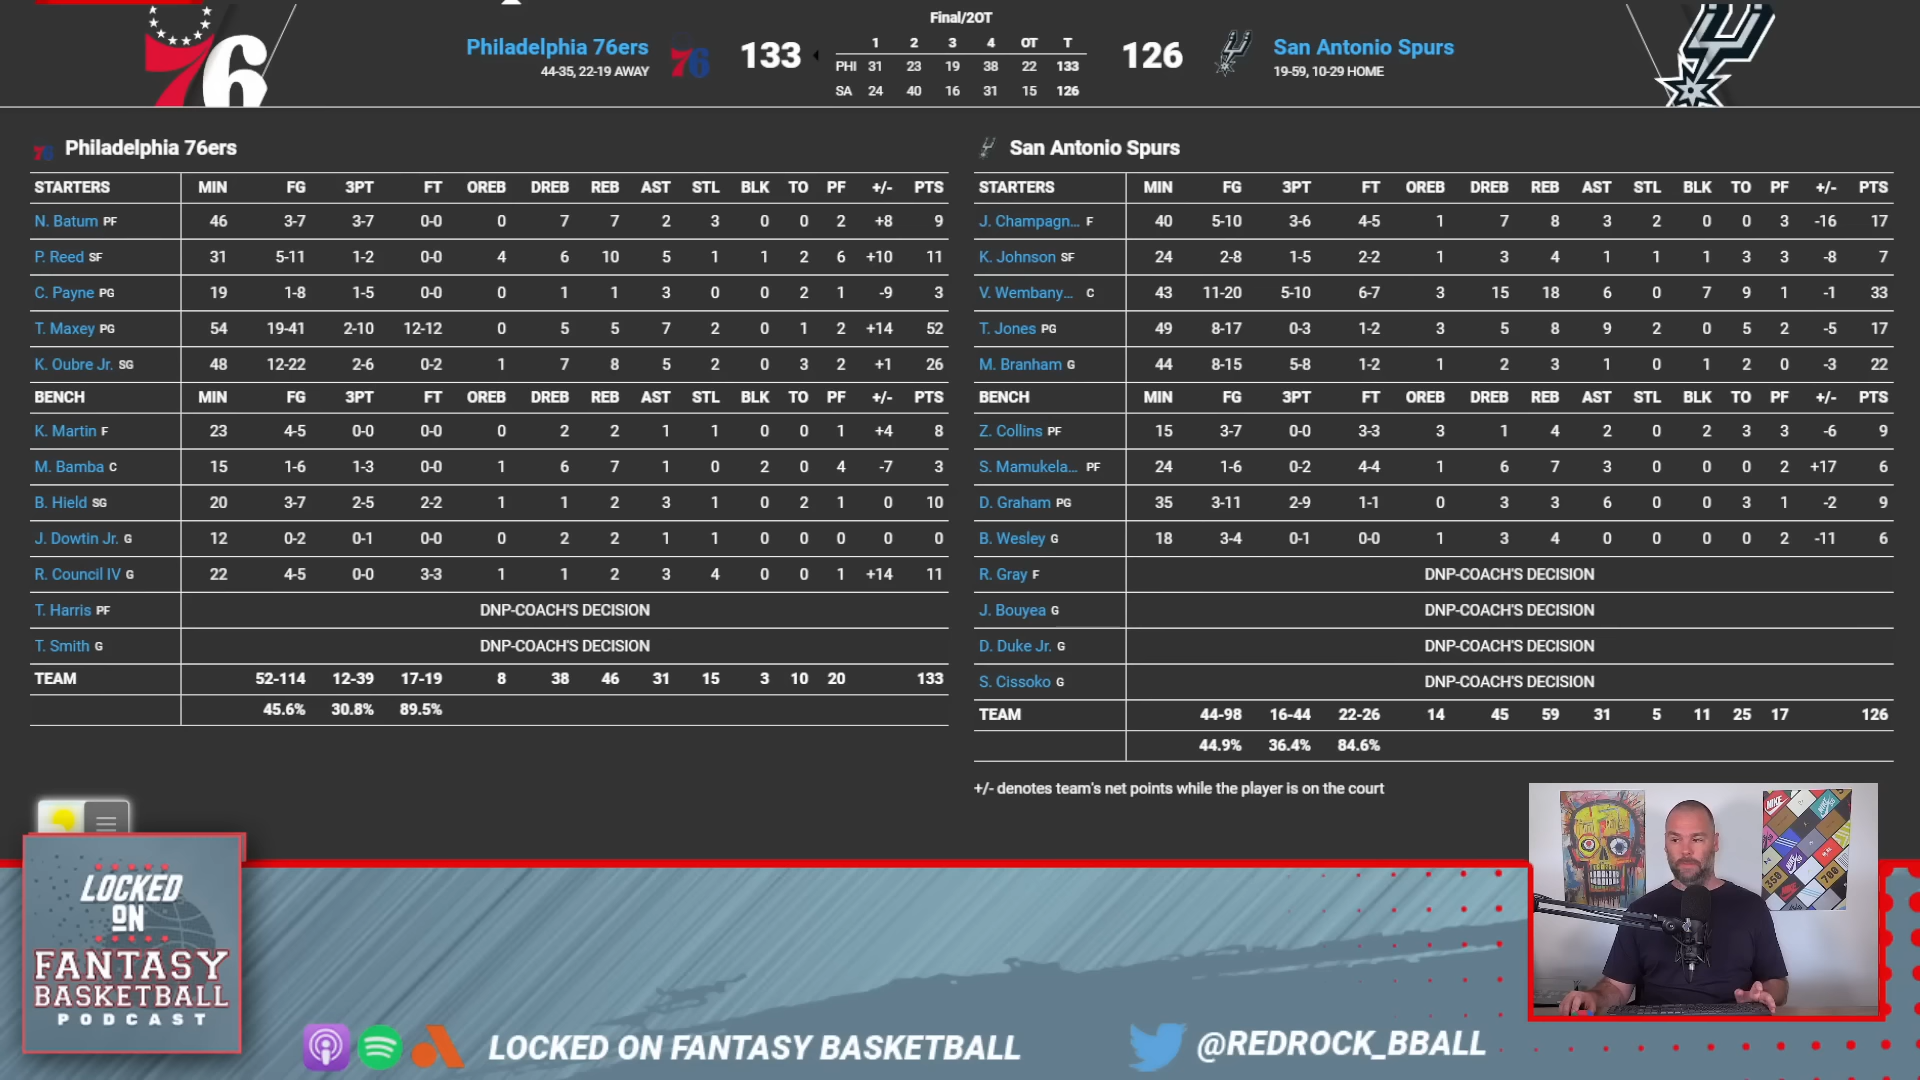 Final/2OT
Philadelphia 76ers
44-35, 22-19 AWAY
76
133
1 2 3 4 OT T
PHI 31 23 19 38 22 133
SA 24 40 16 31 15 126
126
San Antonio Spurs
19-59, 10-29 HOME
76
Philadelphia 76ers
STARTERS MIN FG 3PT FT OREB DREB REB AST STL BLK TO PF +/- PTS
N. Batum PF 46 3-7 3-7 0-0 0 7 7 2 3 0 0 2 +8 9
P. Reed SF 31 5-11 1-2 0-0 4 6 10 5 1 1 2 6 +10 11
C. Payne PG 19 1-8 1-5 0-0 0 1 1 3 0 0 2 1 -9 3
T. Maxey PG 54 19-41 2-10 12-12 0 5 5 7 2 0 1 2 +14 52
K. Oubre Jr. SG 48 12-22 2-6 0-2 1 7 8 5 2 0 3 2 +1 26
BENCH MIN FG 3PT FT OREB DREB REB AST STL BLK TO PF +/- PTS
K. Martin F 23 4-5 0-0 0-0 0 2 2 1 1 0 0 1 +4 8
M. Bamba C 15 1-6 1-3 0-0 1 6 7 1 0 2 0 4 -7 3
B. Hield SG 20 3-7 2-5 2-2 1 1 2 3 1 0 2 1 0 10
J. Dowtin Jr. G 12 0-2 0-1 0-0 0 2 2 1 1 0 0 0 0 0
R. Council IV G 22 4-5 0-0 3-3 1 1 2 3 4 0 0 1 +14 11
T. Harris PF DNP-COACH'S DECISION
T. Smith G DNP-COACH'S DECISION
TEAM 52-114 12-39 17-19 8 38 46 31 15 3 10 20 133
45.6% 30.8% 89.5%
San Antonio Spurs
STARTERS MIN FG 3PT FT OREB DREB REB AST STL BLK TO PF +/- PTS
J. Champagn... F 40 5-10 3-6 4-5 1 7 8 3 2 0 0 3 -16 17
K. Johnson SF 24 2-8 1-5 2-2 1 3 4 1 1 1 3 3 -8 7
V. Wembany... C 43 11-20 5-10 6-7 3 15 18 6 0 7 9 1 -1 33
T. Jones PG 49 8-17 0-3 1-2 3 5 8 9 2 0 5 2 -5 17
M. Branham G 44 8-15 5-8 1-2 1 2 3 1 0 1 2 0 -3 22
BENCH MIN FG 3PT FT OREB DREB REB AST STL BLK TO PF +/- PTS
Z. Collins PF 15 3-7 0-0 3-3 3 1 4 2 0 2 3 3 -6 9
S. Mamukela... PF 24 1-6 0-2 4-4 1 6 7 3 0 0 0 2 +17 6
D. Graham PG 35 3-11 2-9 1-1 0 3 3 6 0 0 3 1 -2 9
B. Wesley G 18 3-4 0-1 0-0 1 3 4 0 0 0 0 2 -11 6
R. Gray F DNP-COACH'S DECISION
J. Bouyea G DNP-COACH'S DECISION
D. Duke Jr. G DNP-COACH'S DECISION
S. Cissoko G DNP-COACH'S DECISION
TEAM 44-98 16-44 22-26 14 45 59 31 5 11 25 17 126
44.9% 36.4% 84.6%
+/- denotes team's net points while the player is on the court
LOCKED
ON
FANTASY
BASKETBALL
PODCAST
LOCKED ON FANTASY BASKETBALL
@REDROCK_BBALL
NIKE
350
700